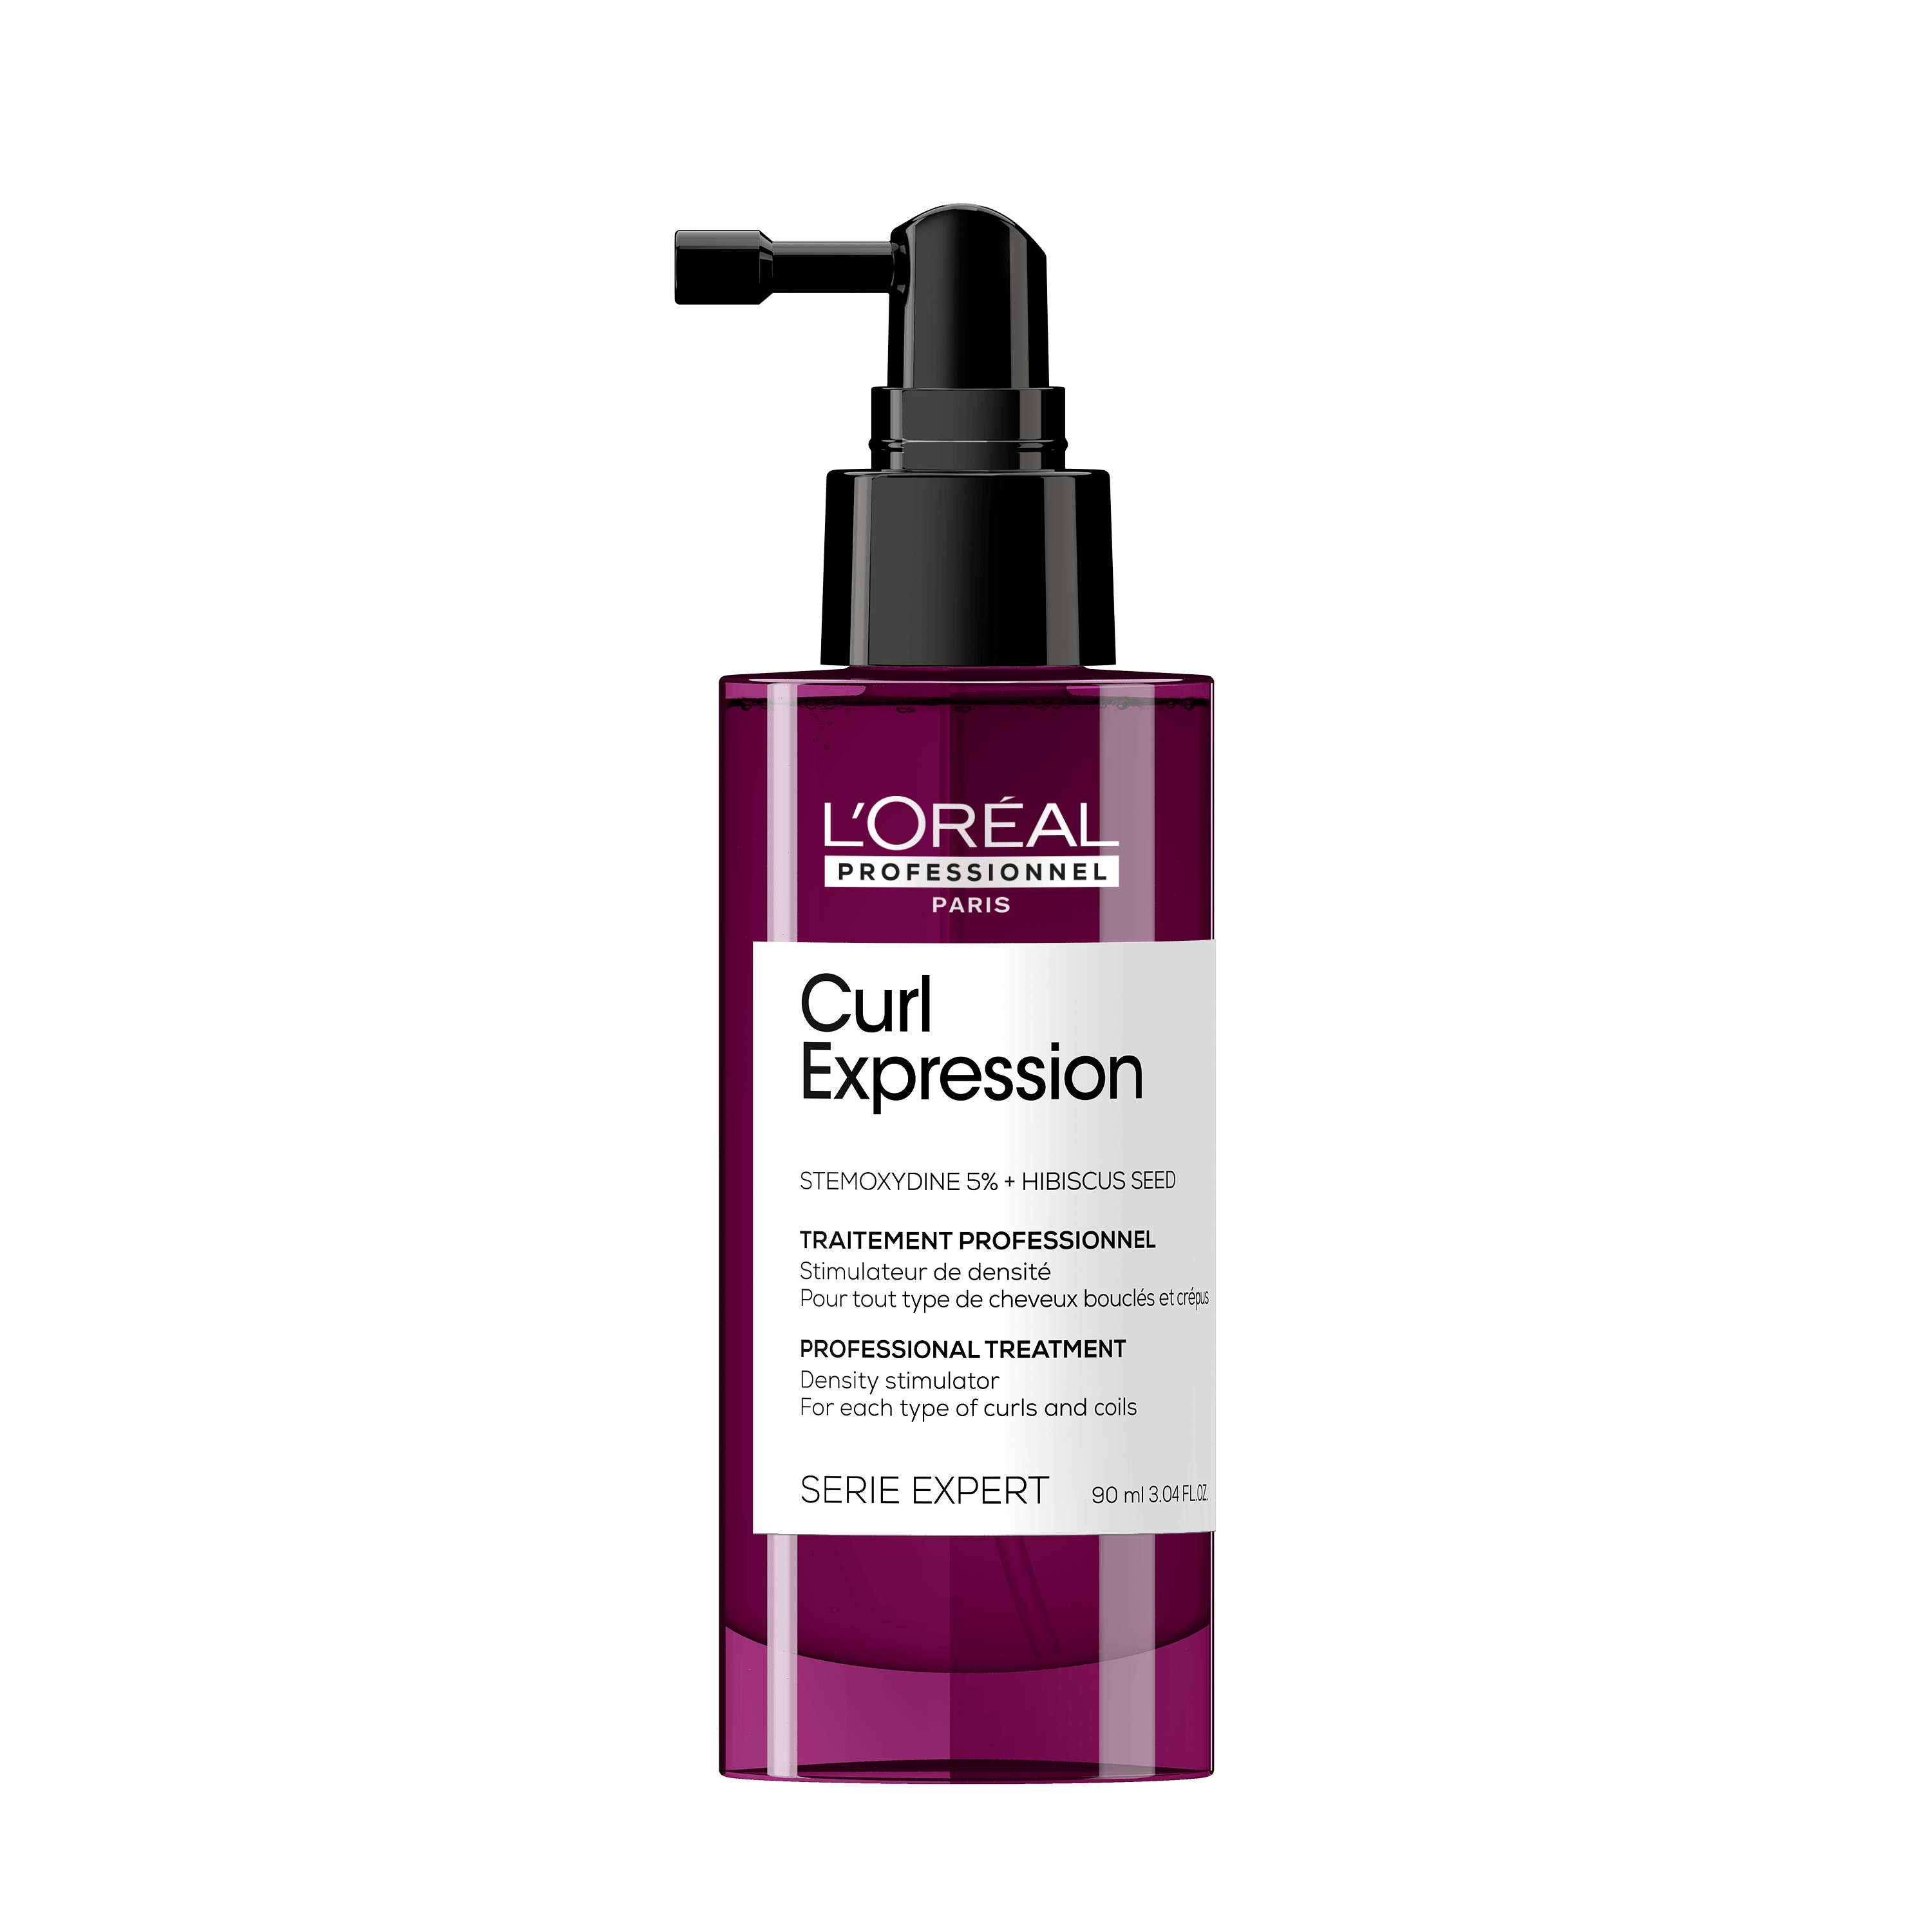 L'ORÉAL
PROFESSIONNEL
PARIS
Curl
Expression
STEMOXYDINE 5% + HIBISCUS SEED
TRAITEMENT PROFESSIONNEL
Stimulateur de densité
Pour tout type de cheveux bouclés et crépus
PROFESSIONAL TREATMENT
Density stimulator
For each type of curls and coils
SERIE EXPERT 90 ml 3.04 FL.OZ.